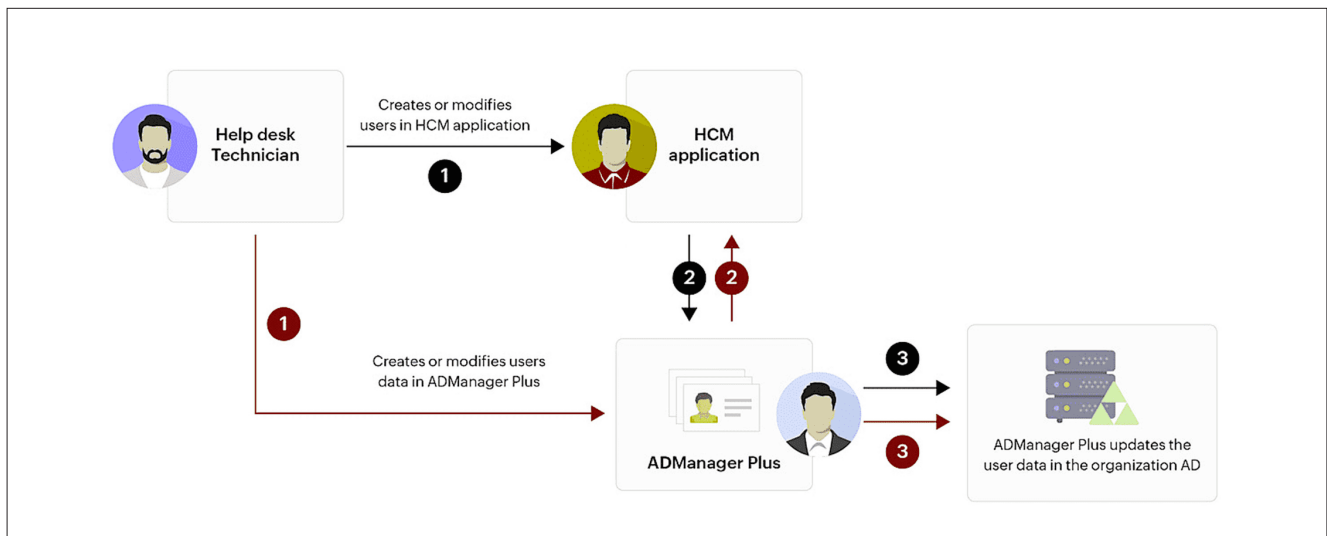 Creates or modifies
users in HCM application
Help desk
Technician
HCM
application
1
2
2
1
Creates or modifies users
data in ADManager Plus
3
3
ADManager Plus
ADManager Plus updates the
user data in the organization AD